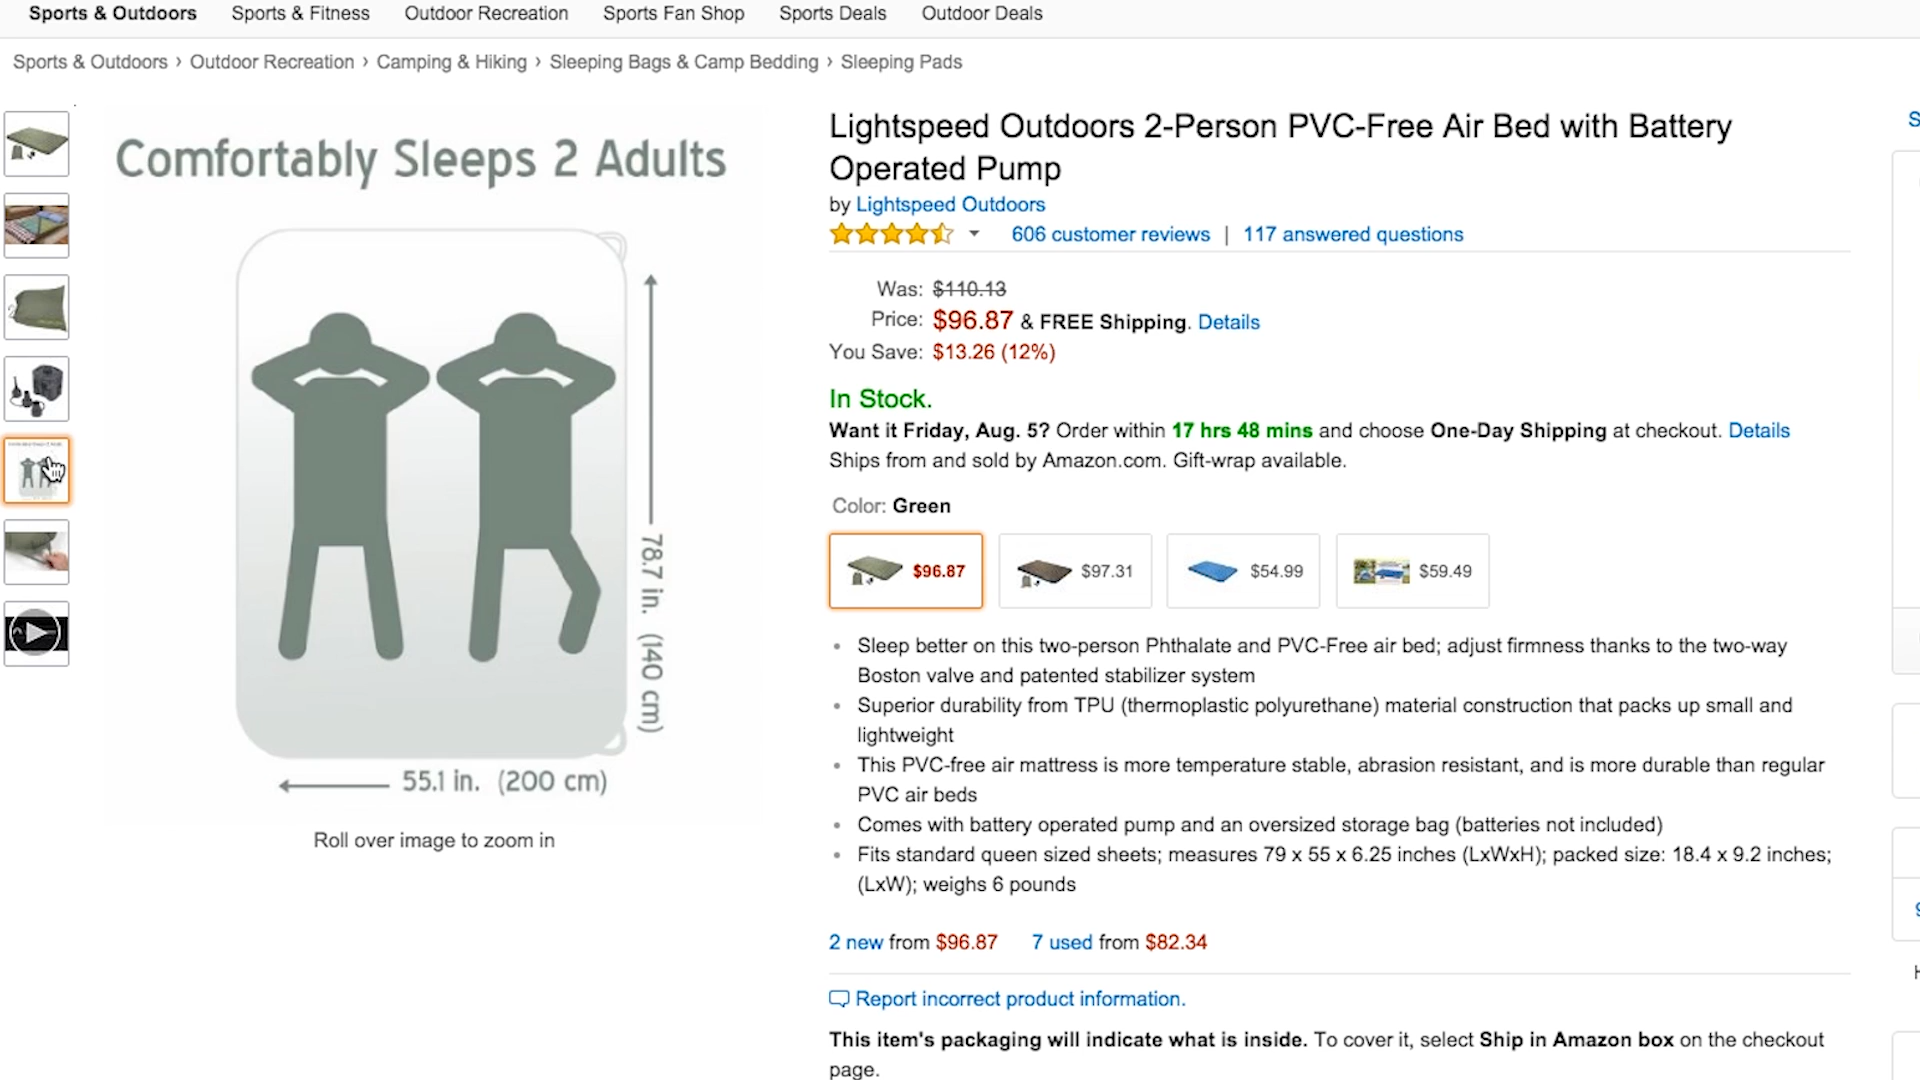 Sports & Outdoors Sports & Fitness Outdoor Recreation Sports Fan Shop Sports Deals Outdoor Deals
Sports & Outdoors › Outdoor Recreation › Camping & Hiking › Sleeping Bags & Camp Bedding › Sleeping Pads
Comfortably Sleeps 2 Adults
78.7 in. (140 cm)
55.1 in. (200 cm)
Roll over image to zoom in
Lightspeed Outdoors 2-Person PVC-Free Air Bed with Battery
Operated Pump
by Lightspeed Outdoors
606 customer reviews | 117 answered questions
Was: $110.13
Price: $96.87 & FREE Shipping. Details
You Save: $13.26 (12%)
In Stock.
Want it Friday, Aug. 5? Order within 17 hrs 48 mins and choose One-Day Shipping at checkout. Details
Ships from and sold by Amazon.com. Gift-wrap available.
Color: Green
$96.87 $97.31 $54.99 $59.49
• Sleep better on this two-person Phthalate and PVC-Free air bed; adjust firmness thanks to the two-way
Boston valve and patented stabilizer system
• Superior durability from TPU (thermoplastic polyurethane) material construction that packs up small and
lightweight
• This PVC-free air mattress is more temperature stable, abrasion resistant, and is more durable than regular
PVC air beds
• Comes with battery operated pump and an oversized storage bag (batteries not included)
• Fits standard queen sized sheets; measures 79 x 55 x 6.25 inches (LxWxH); packed size: 18.4 x 9.2 inches;
(LxW); weighs 6 pounds
2 new from $96.87 7 used from $82.34
Report incorrect product information.
This item's packaging will indicate what is inside. To cover it, select Ship in Amazon box on the checkout
page.